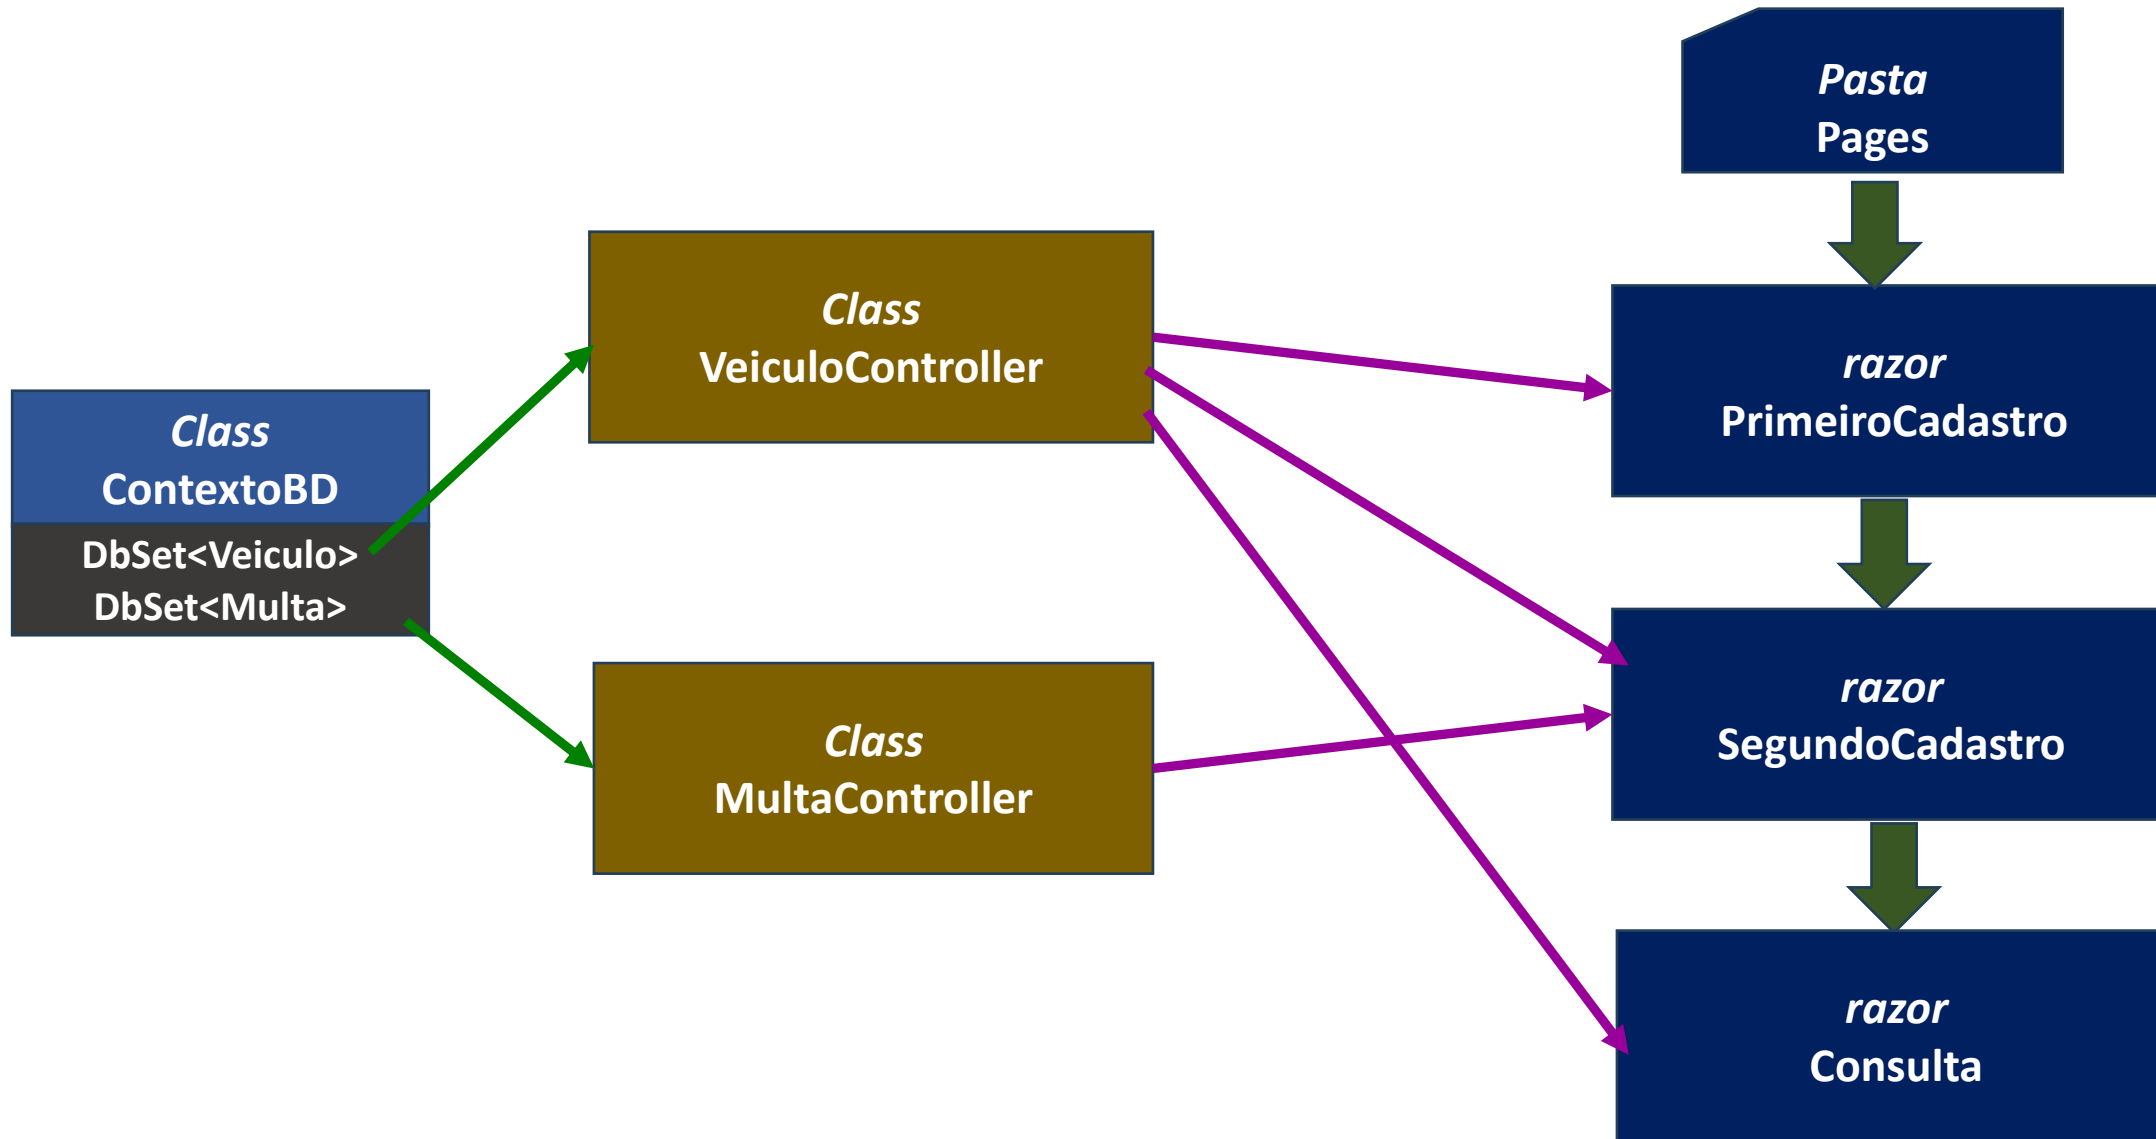 Pasta
Pages
Class
VeiculoController
razor
PrimeiroCadastro
Class
ContextoBD
DbSet<Veiculo>
DbSet<Multa>
Class
MultaController
razor
SegundoCadastro
razor
Consulta